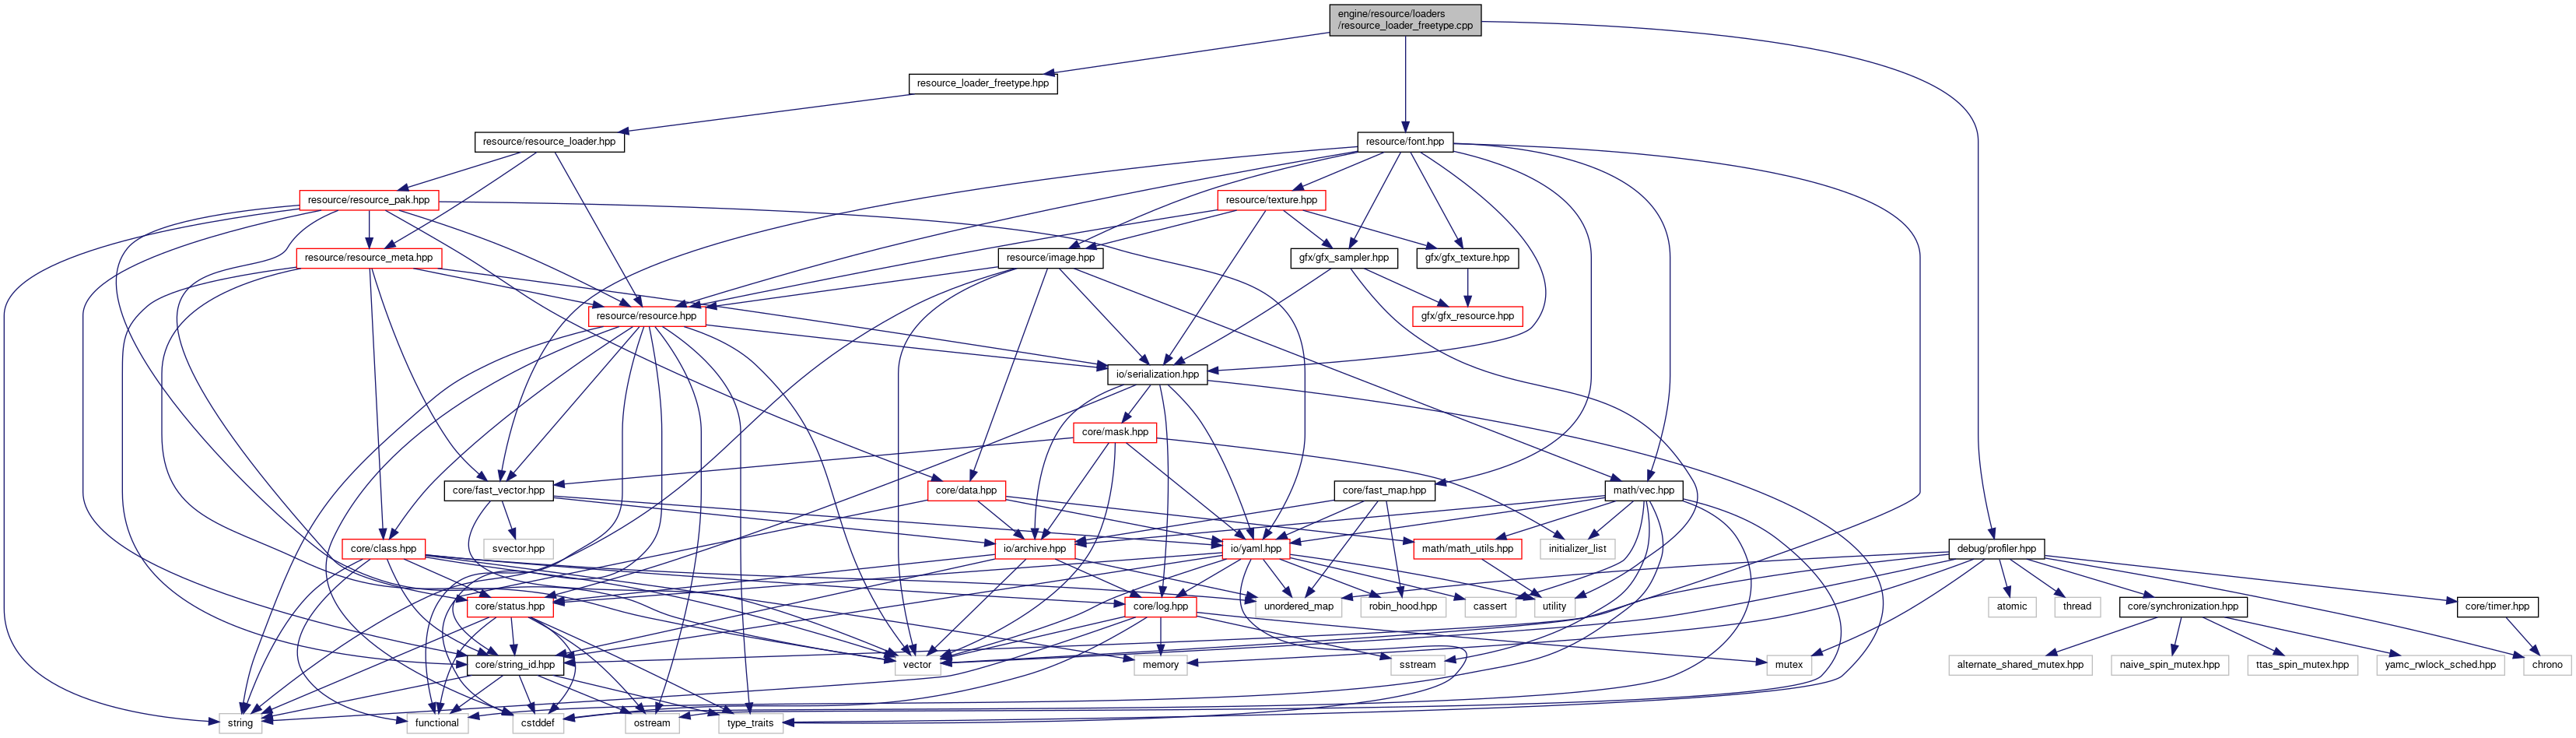 engine/resource/loaders
/resource_loader_freetype.cpp
resource_loader_freetype.hpp
resource/resource_loader.hpp
resource/font.hpp
resource/resource_pak.hpp
resource/texture.hpp
resource/resource_meta.hpp
resource/image.hpp
gfx/gfx_sampler.hpp
gfx/gfx_texture.hpp
resource/resource.hpp
gfx/gfx_resource.hpp
io/serialization.hpp
core/mask.hpp
core/fast_vector.hpp
core/data.hpp
core/fast_map.hpp
math/vec.hpp
core/class.hpp
svector.hpp
io/archive.hpp
io/yaml.hpp
math/math_utils.hpp
initializer_list
debug/profiler.hpp
core/status.hpp
core/log.hpp
unordered_map
robin_hood.hpp
cassert
utility
atomic
thread
core/synchronization.hpp
core/timer.hpp
core/string_id.hpp
vector
memory
sstream
mutex
alternate_shared_mutex.hpp
naive_spin_mutex.hpp
ttas_spin_mutex.hpp
yamc_rwlock_sched.hpp
chrono
string
functional
cstddef
ostream
type_traits